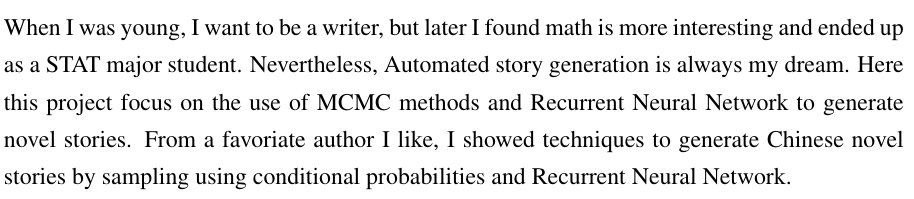 When I was young, I want to be a writer, but later I found math is more interesting and ended up
as a STAT major student. Nevertheless, Automated story generation is always my dream. Here
this project focus on the use of MCMC methods and Recurrent Neural Network to generate
novel stories. From a favoriate author I like, I showed techniques to generate Chinese novel
stories by sampling using conditional probabilities and Recurrent Neural Network.